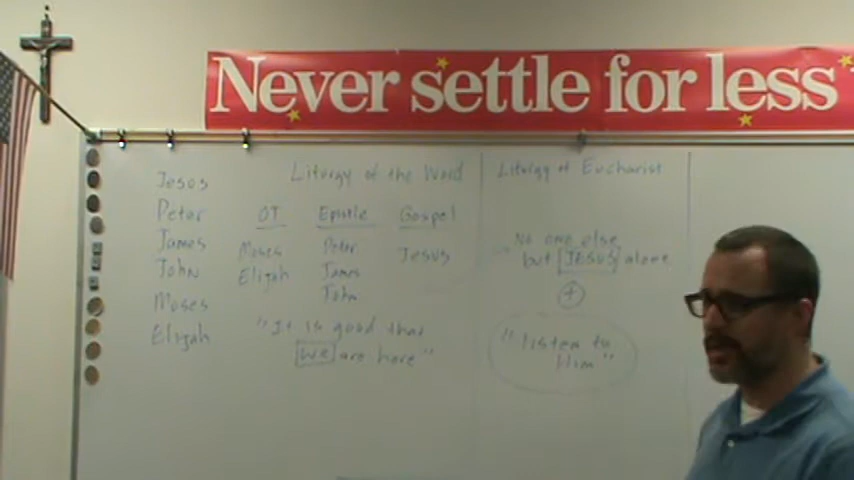 Never settle for less
Jesus
Peter
James
John
Moses
Elijah
Liturgy of the Word
OT Epistle Gospel
Moses Peter Jesus
Elijah James
John
"It is good that
we are here"
Liturgy of Eucharist
No one else
but JESUS alone
"listen to
Him"